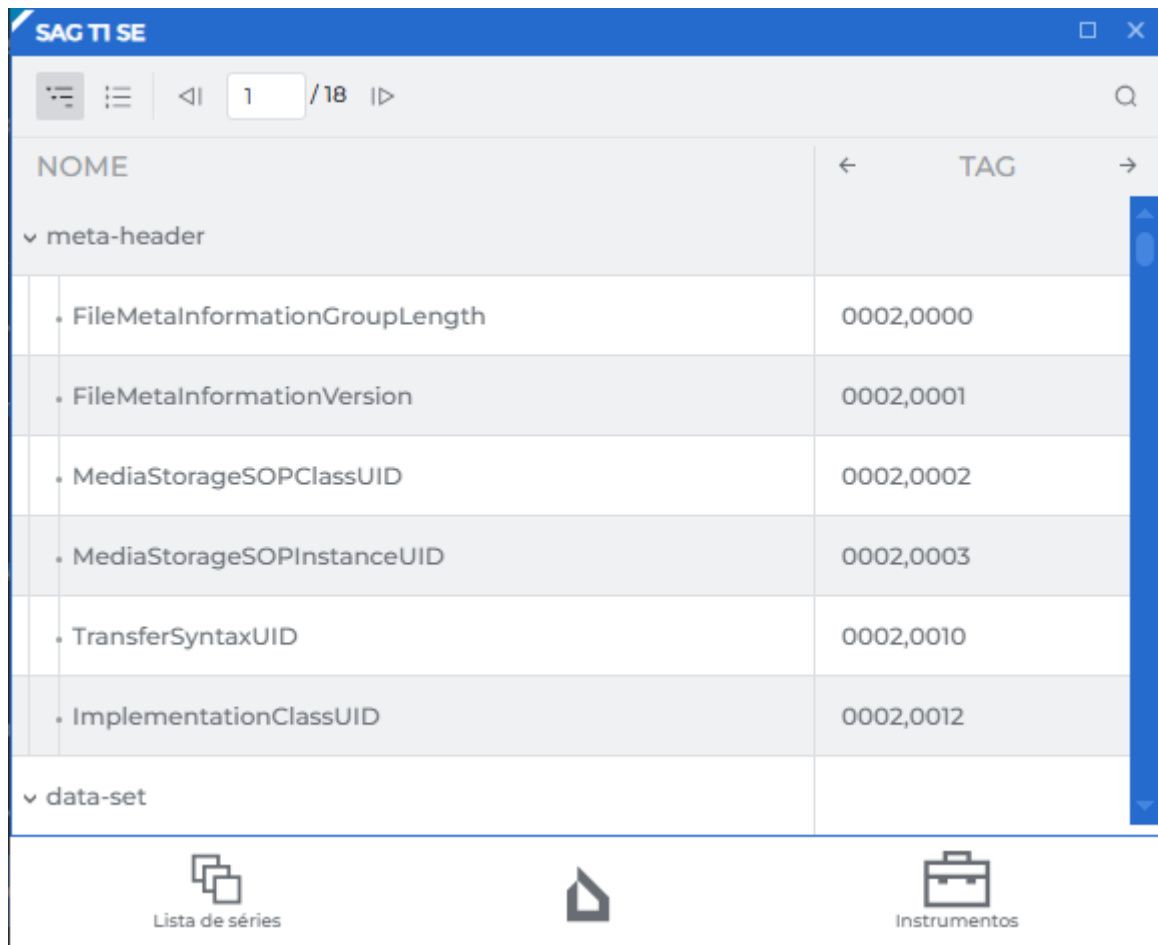 SAG T1 SE
1 / 18
NOME TAG
meta-header
FileMetaInformationGroupLength 0002,0000
FileMetaInformationVersion 0002,0001
MediaStorageSOPClassUID 0002,0002
MediaStorageSOPInstanceUID 0002,0003
TransferSyntaxUID 0002,0010
ImplementationClassUID 0002,0012
data-set
Lista de séries Instrumentos